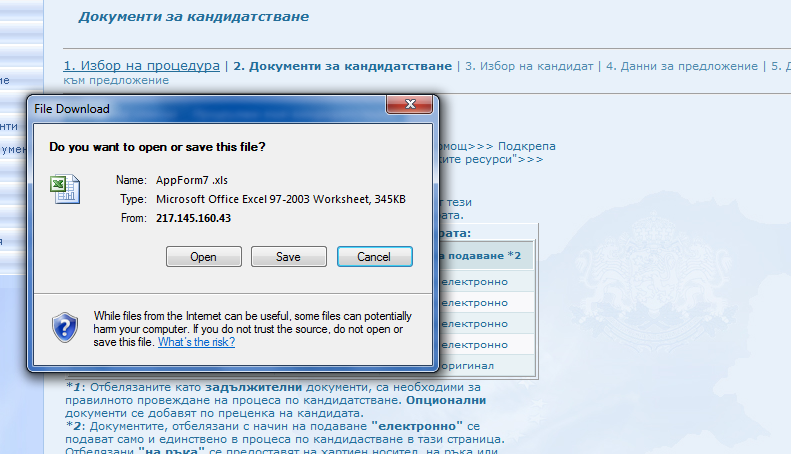 Документи за кандидатстване
1. Избор на процедура | 2. Документи за кандидатстване | 3. Избор на кандидат | 4. Данни за предложение | 5. Д
към предложение
File Download
Do you want to open or save this file?
Name: AppForm7 .xls
Type: Microsoft Office Excel 97-2003 Worksheet, 345KB
From: 217.145.160.43
Open Save Cancel
While files from the Internet can be useful, some files can potentially
harm your computer. If you do not trust the source, do not open or
save this file. What's the risk?
ие
нти
умен
я
омощ>>> Подкрепа
ките ресурси">>>
т тези
рата.
рата:
а подаване *2
електронно
електронно
електронно
електронно
оригинал
*1: Отбелязаните като задължителни документи, са необходими за
правилното провеждане на процеса по кандидатстване. Опционални
документи се добавят по преценка на кандидата.
*2: Документите, отбелязани с начин на подаване "електронно" се
подават само и единствено в процеса по кандидастване в тази страница.
Отбелязани "на ръка" се предоставят на хартиен носител, на ръка или